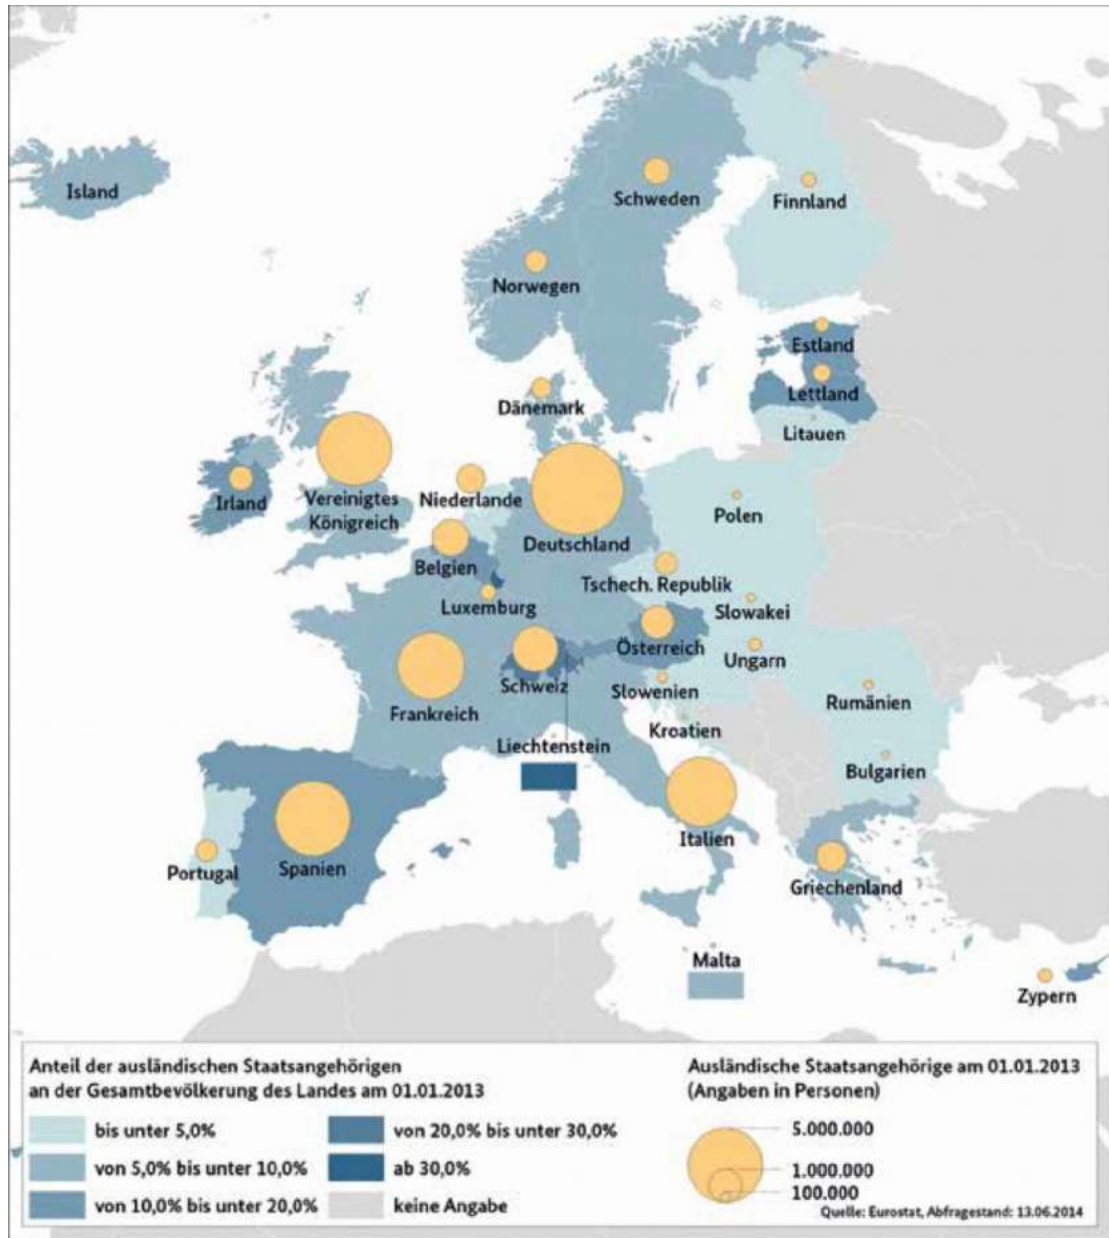 Island
Schweden
Finnland
Norwegen
Estland
Lettland
Dänemark
Litauen
Irland
Vereinigtes
Königreich
Niederlande
Deutschland
Polen
Belgien
Tschech. Republik
Luxemburg
Slowakei
Österreich
Ungarn
Schweiz
Slowenien
Rumänien
Frankreich
Kroatien
Liechtenstein
Bulgarien
Italien
Portugal
Spanien
Griechenland
Malta
Zypern
Anteil der ausländischen Staatsangehörigen
an der Gesamtbevölkerung des Landes am 01.01.2013
bis unter 5,0%
von 5,0% bis unter 10,0%
von 10,0% bis unter 20,0%
von 20,0% bis unter 30,0%
ab 30,0%
keine Angabe
Ausländische Staatsangehörige am 01.01.2013
(Angaben in Personen)
5.000.000
1.000.000
100.000
Quelle: Eurostat, Abfragestand: 13.06.2014